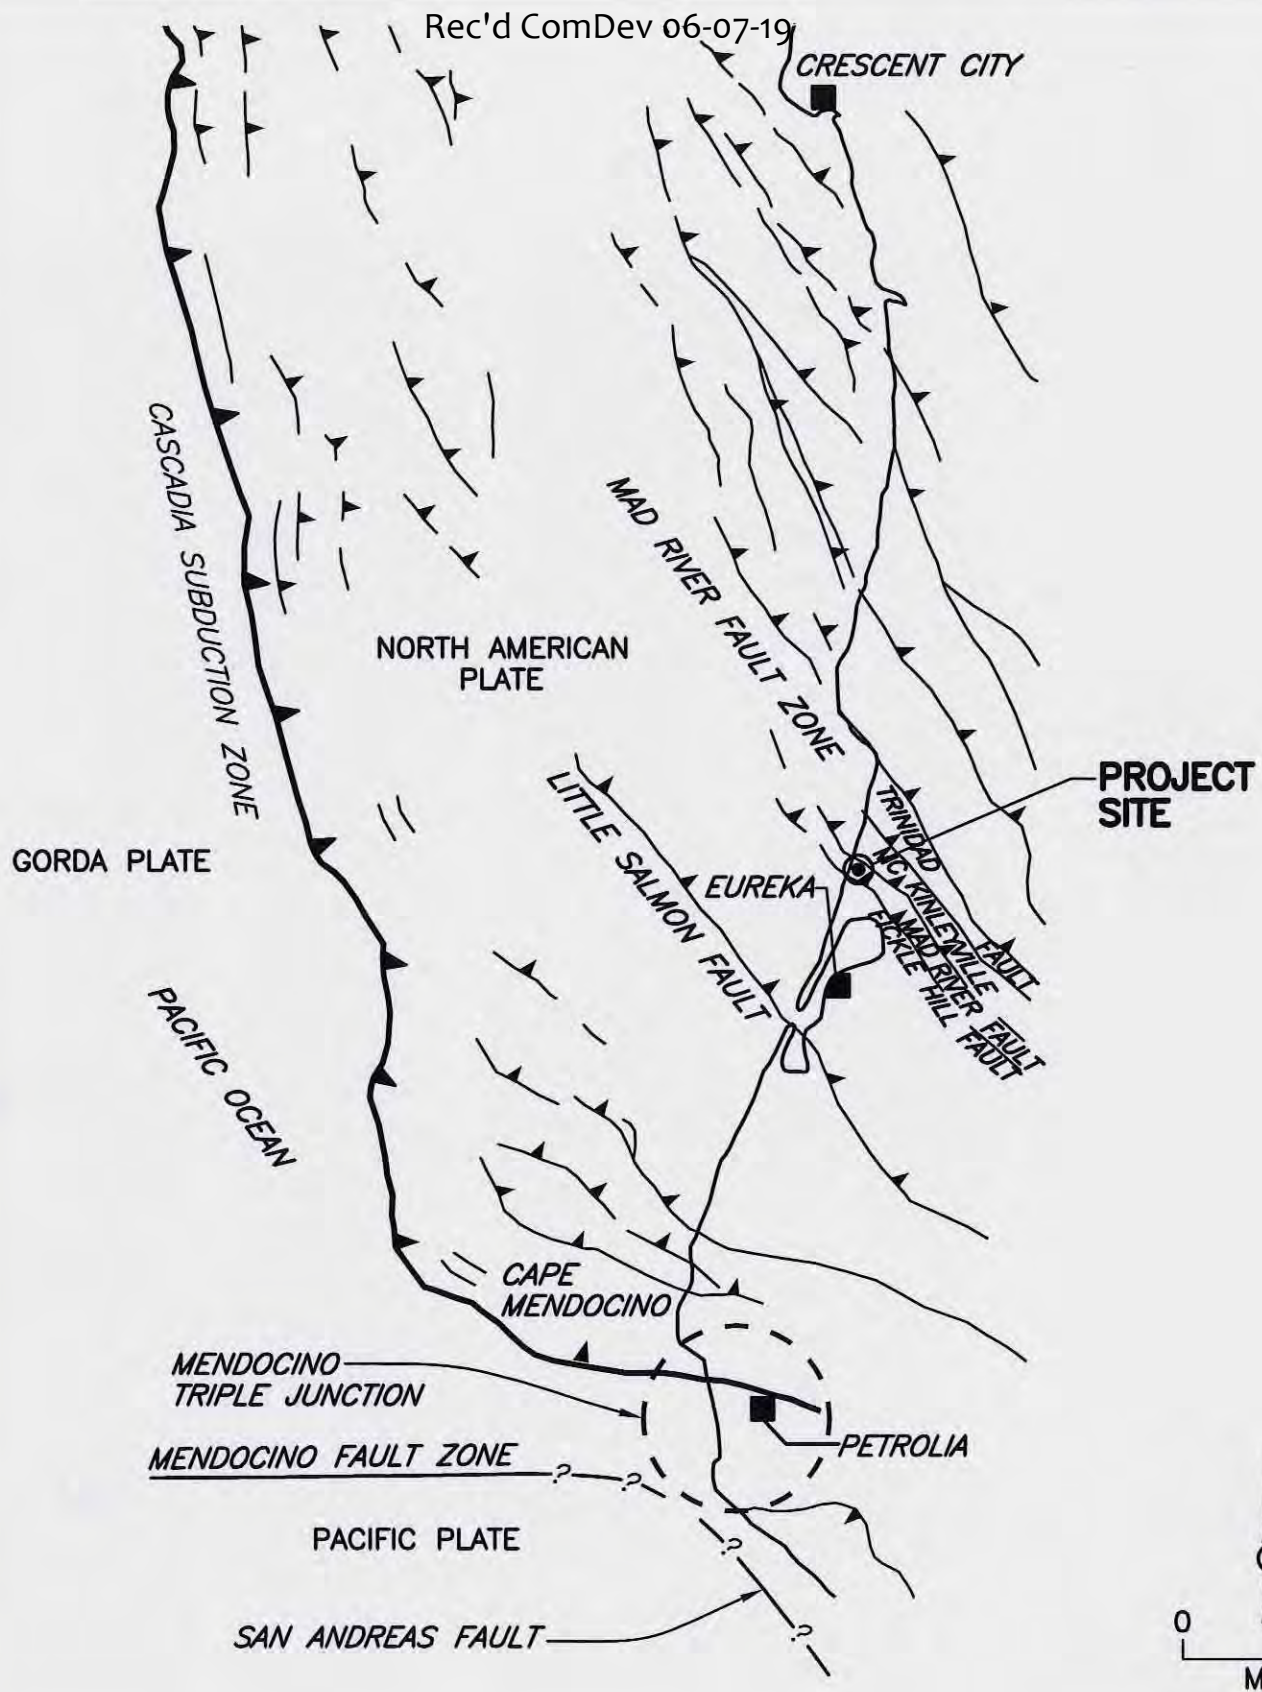 Rec'd ComDev 06-07-19
CRESCENT CITY
CASCADIA SUBDUCTION ZONE
MAD RIVER FAULT ZONE
NORTH AMERICAN
PLATE
PROJECT
SITE
LITTLE SALMON FAULT
TRINIDAD FAULT
MC KINLEYVILLE
MAD RIVER FAULT
FICKLE HILL FAULT
GORDA PLATE
EUREKA
PACIFIC OCEAN
CAPE
MENDOCINO
MENDOCINO
TRIPLE JUNCTION
PETROLIA
MENDOCINO FAULT ZONE
?
?
PACIFIC PLATE
?
SAN ANDREAS FAULT
?
0